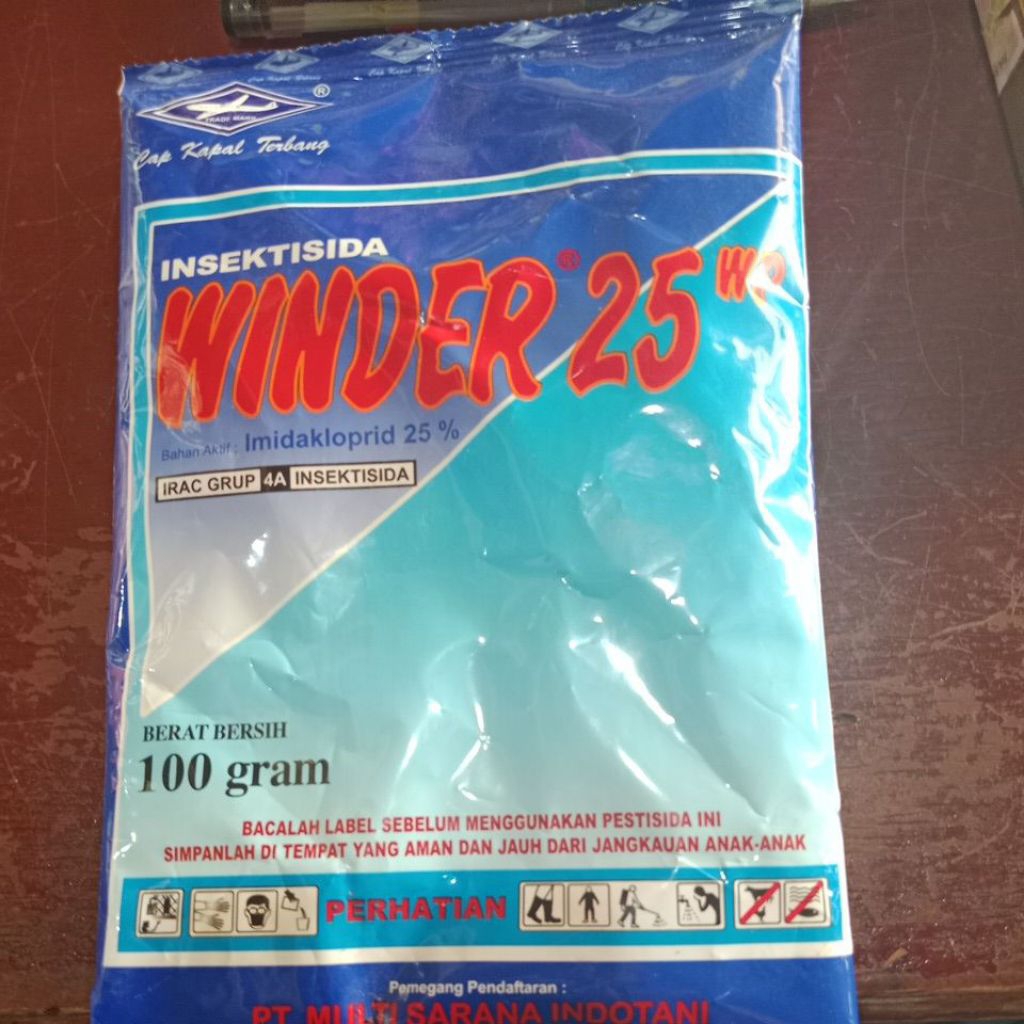 TRADE MARK
®
Cap Kapal Terbang
INSEKTISIDA
WINDER® 25 WP
Bahan Aktif : Imidakloprid 25 %
IRAC GRUP 4A INSEKTISIDA
BERAT BERSIH
100 gram
BACALAH LABEL SEBELUM MENGGUNAKAN PESTISIDA INI
SIMPANLAH DI TEMPAT YANG AMAN DAN JAUH DARI JANGKAUAN ANAK-ANAK
PERHATIAN
Pemegang Pendaftaran :
PT. MULTI SARANA INDOTANI